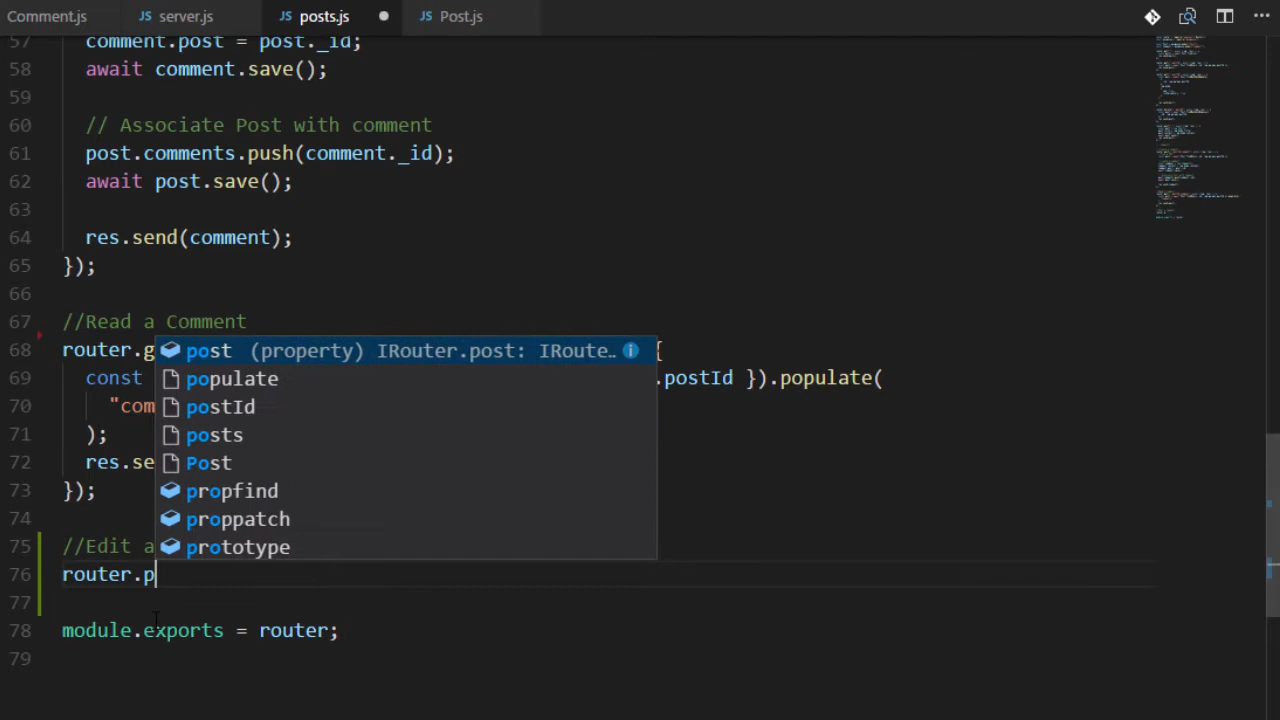 Comment.js JS server.js JS posts.js JS Post.js
57 comment.post = post._id;
58 await comment.save();
59
60 // Associate Post with comment
61 post.comments.push(comment._id);
62 await post.save();
63
64 res.send(comment);
65 });
66
67 //Read a Comment
68 router.g {
post (property) IRouter.post: IRoute..
69 const .postId }).populate(
populate
70 "com
postId
71 );
posts
72 res.se
Post
73 });
propfind
74
proppatch
75 //Edit a
prototype
76 router.p
77
78 module.exports = router;
79